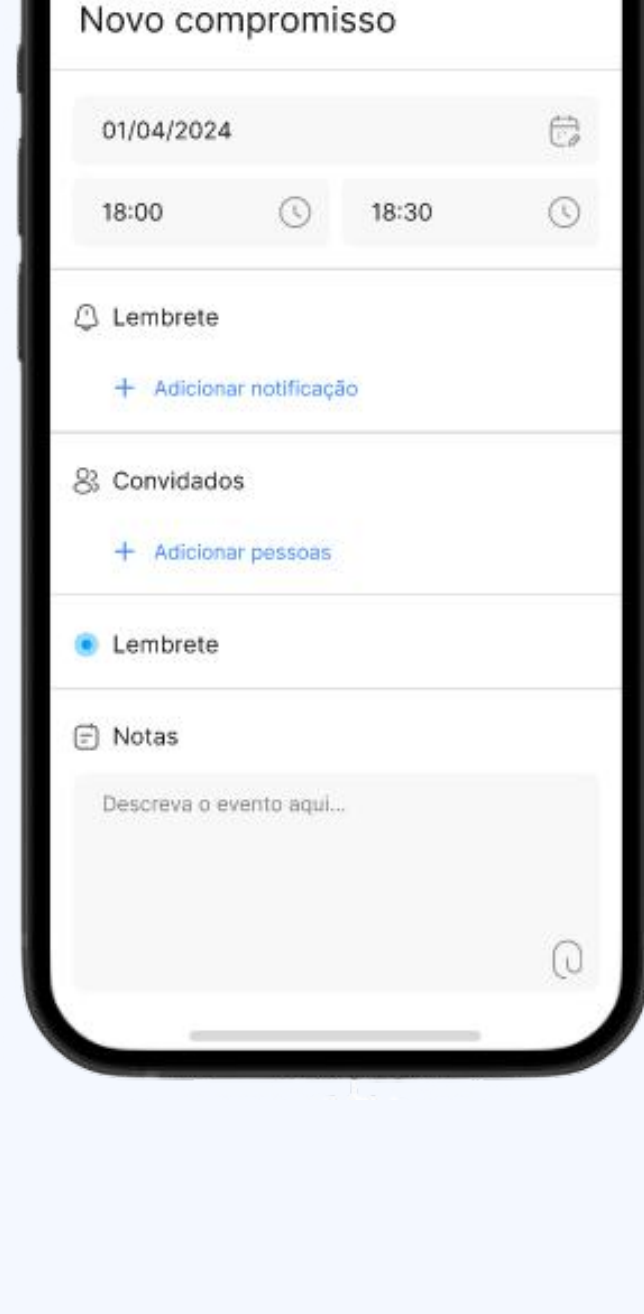 Novo compromisso
01/04/2024
18:00 18:30
Lembrete
+ Adicionar notificação
Convidados
+ Adicionar pessoas
Lembrete
Notas
Descreva o evento aqui...